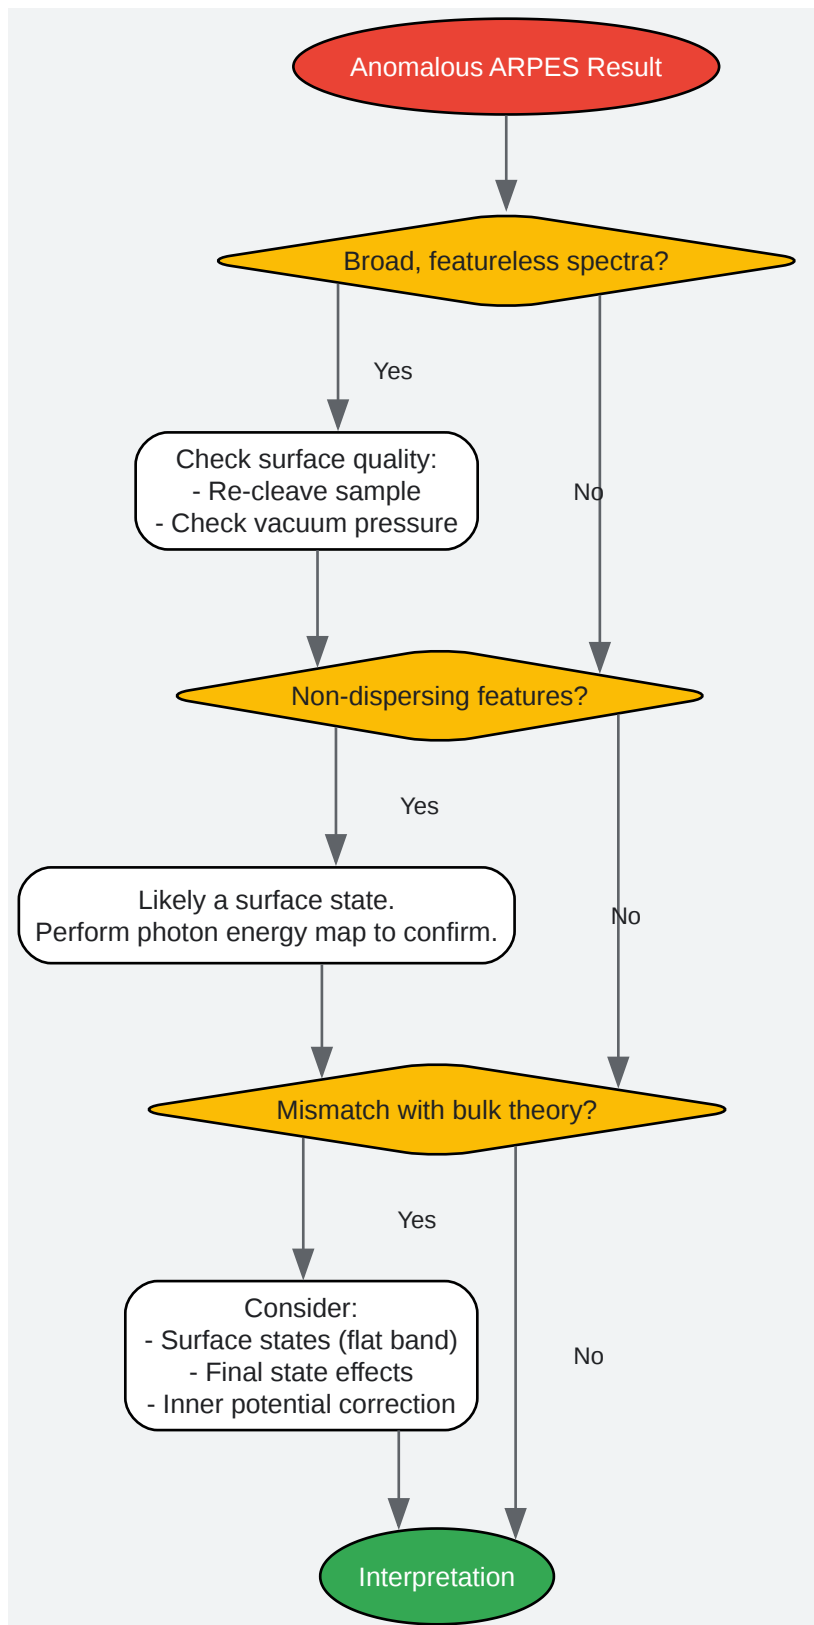 Anomalous ARPES Result
Broad, featureless spectra?
Yes
Check surface quality:
- Re-cleave sample
- Check vacuum pressure
No
Non-dispersing features?
Yes
Likely a surface state.
Perform photon energy map to confirm.
No
Mismatch with bulk theory?
Yes
Consider:
- Surface states (flat band)
- Final state effects
- Inner potential correction
No
Interpretation